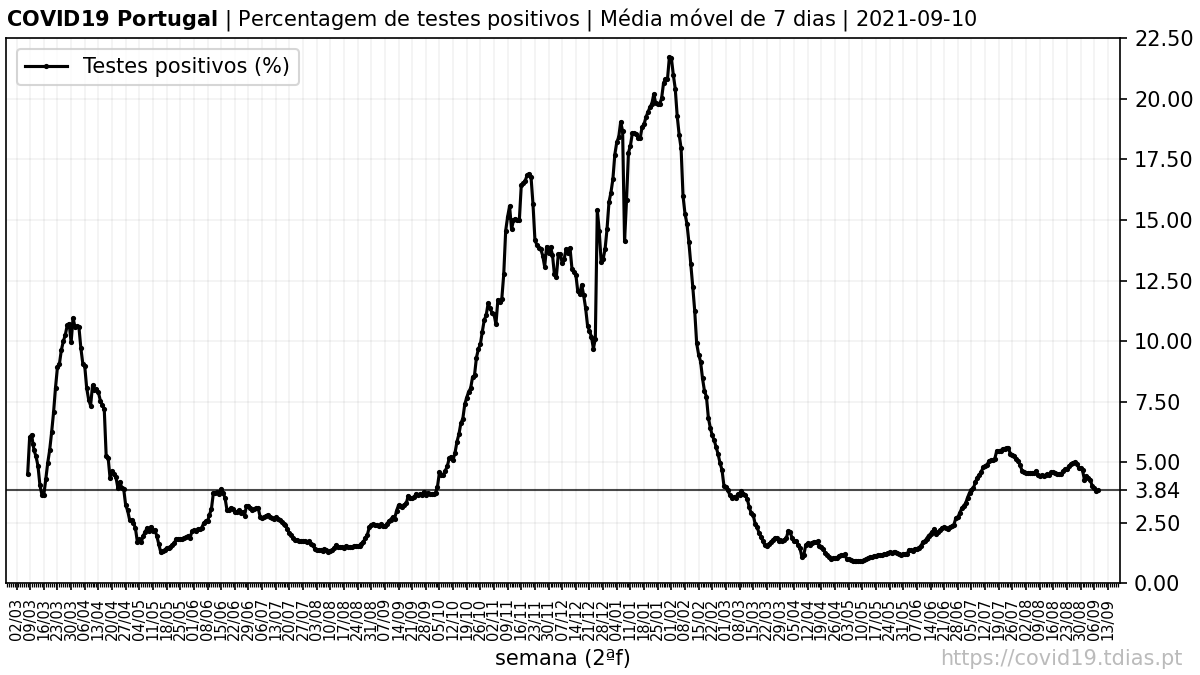 COVID19 Portugal | Percentagem de testes positivos | Média móvel de 7 dias | 2021-09-10
Testes positivos (%)
22.50
20.00
17.50
15.00
12.50
10.00
7.50
5.00
3.84
2.50
0.00
02/03 09/03 16/03 23/03 30/03 06/04 13/04 20/04 27/04 04/05 11/05 18/05 25/05 01/06 08/06 15/06 22/06 29/06 06/07 13/07 20/07 27/07 03/08 10/08 17/08 24/08 31/08 07/09 14/09 21/09 28/09 05/10 12/10 19/10 26/10 02/11 09/11 16/11 23/11 30/11 07/12 14/12 21/12 28/12 04/01 11/01 18/01 25/01 01/02 08/02 15/02 22/02 01/03 08/03 15/03 22/03 29/03 05/04 12/04 19/04 26/04 03/05 10/05 17/05 24/05 31/05 07/06 14/06 21/06 28/06 05/07 12/07 19/07 26/07 02/08 09/08 16/08 23/08 30/08 06/09 13/09
semana (2ªf)
https://covid19.tdias.pt